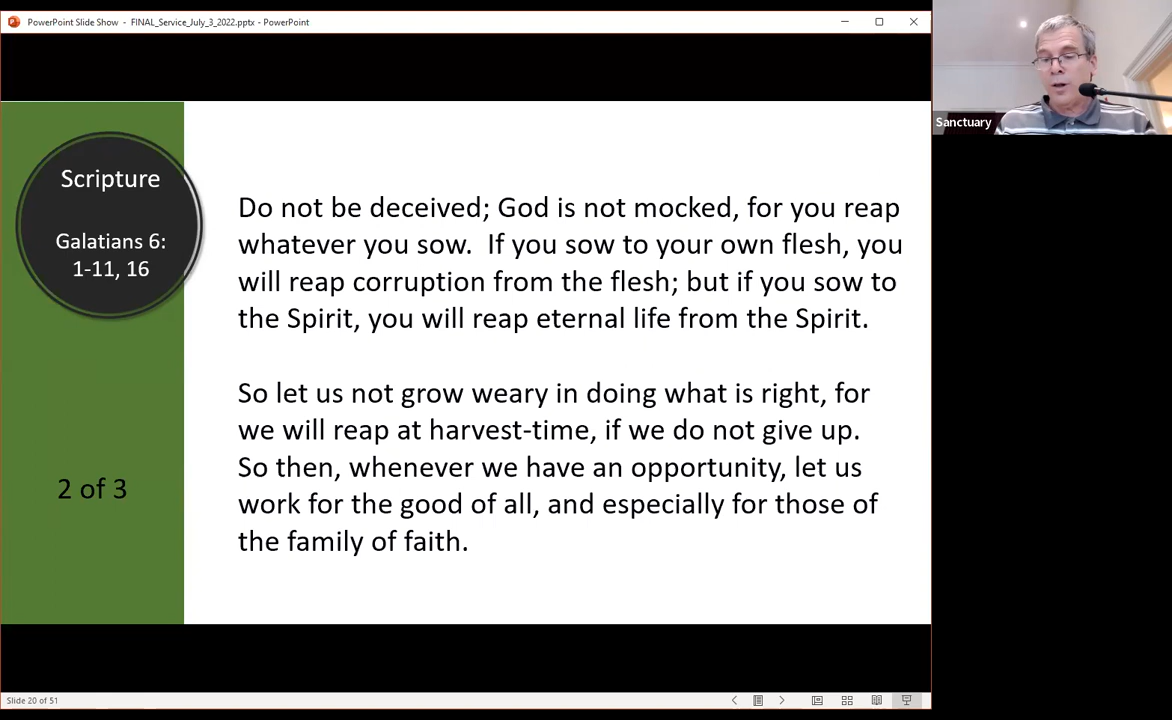 PowerPoint Slide Show - FINAL_Service_July_3_2022.pptx - PowerPoint
Sanctuary
Scripture
Galatians 6:
1-11, 16
2 of 3
Do not be deceived; God is not mocked, for you reap
whatever you sow.  If you sow to your own flesh, you
will reap corruption from the flesh; but if you sow to
the Spirit, you will reap eternal life from the Spirit.
So let us not grow weary in doing what is right, for
we will reap at harvest-time, if we do not give up.
So then, whenever we have an opportunity, let us
work for the good of all, and especially for those of
the family of faith.
Slide 20 of 51